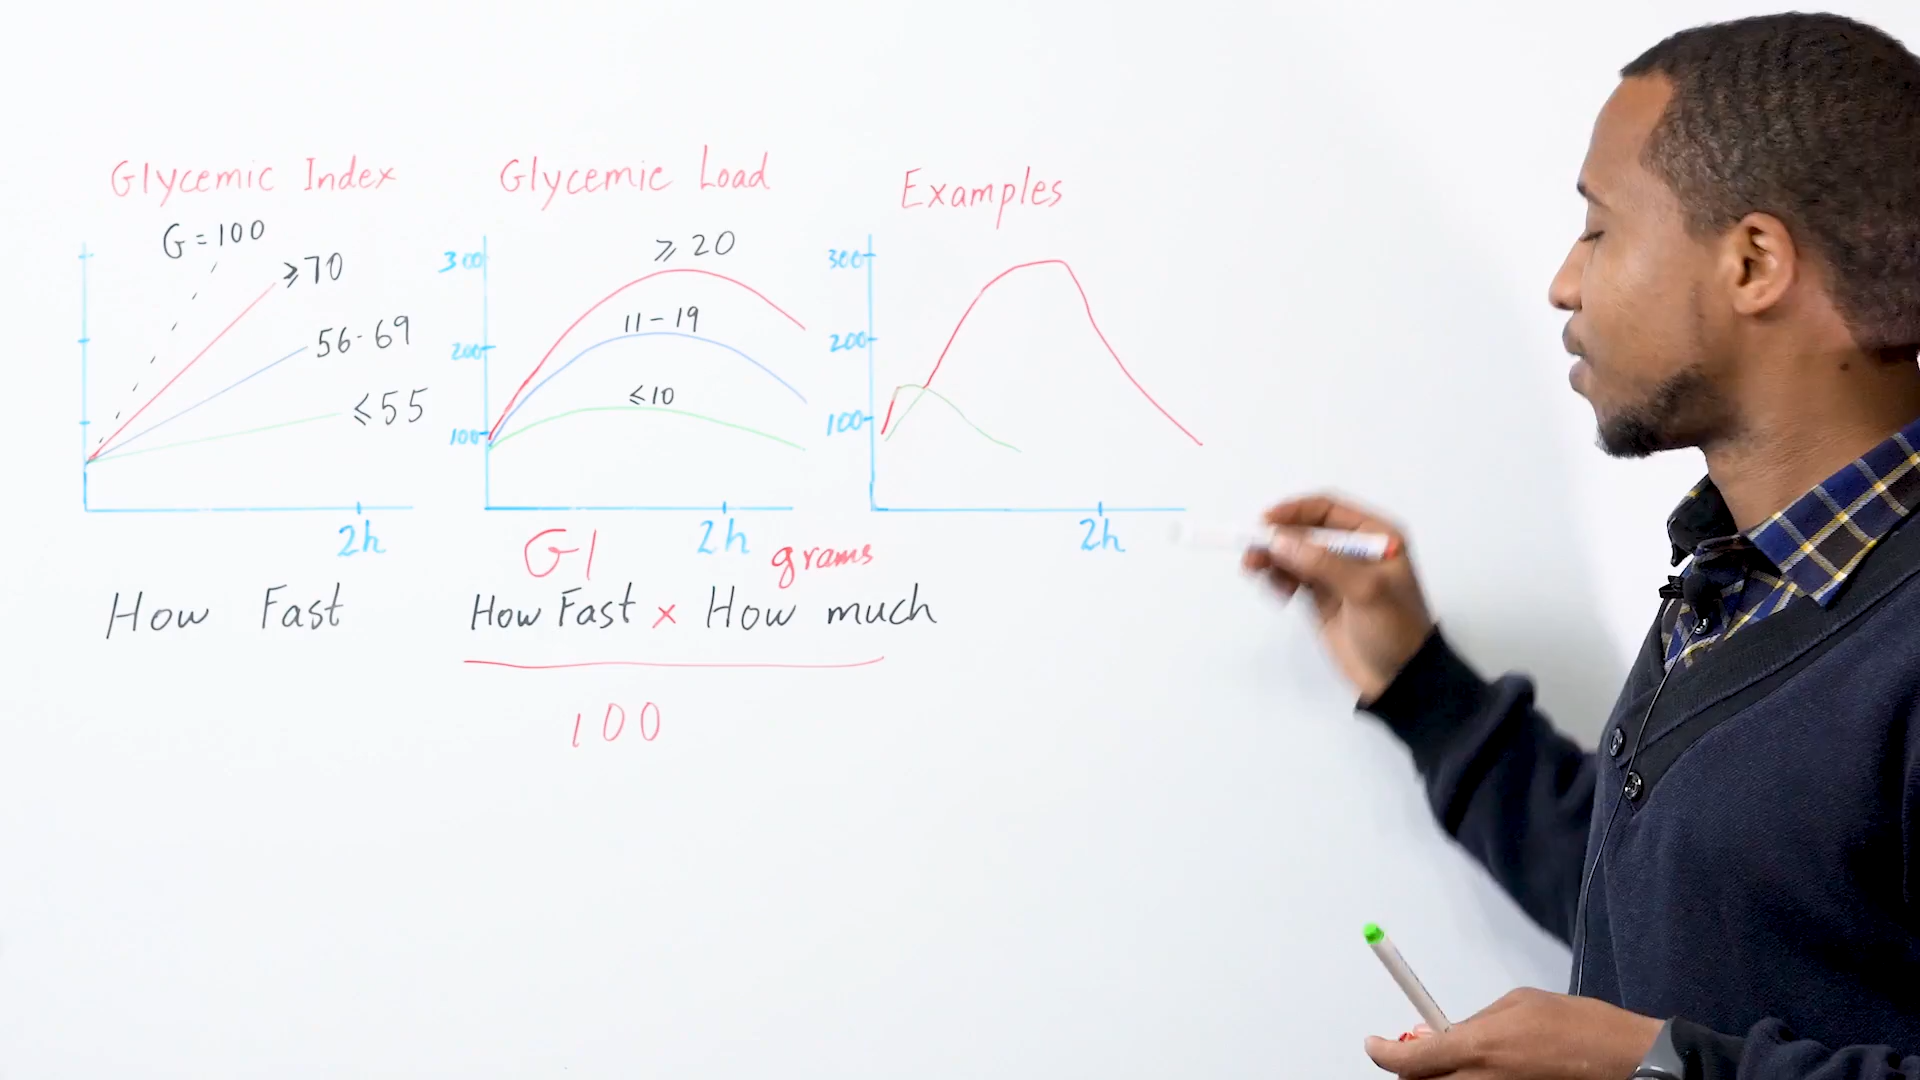 Glycemic Index
G = 100
⩾70
56-69
⩽55
2h
How Fast
Glycemic Load
300
200
100
⩾ 20
11-19
⩽10
2h
GI
grams
How Fast x How much
100
Examples
300
200
100
2h